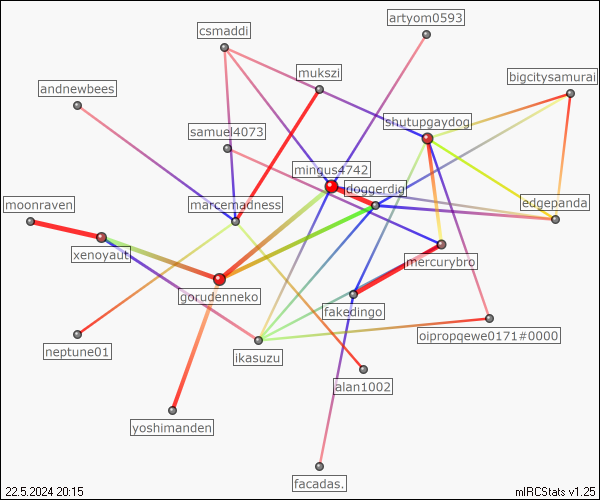 artyom0593
csmaddi
mukszi
bigcitysamurai
andnewbees
shutupgaydog
samuel4073
mingus4742
doggerdig
moonraven
marcemadness
edgepanda
xenoyaut
mercurybro
gorudenneko
fakedingo
oipropqewe0171#0000
neptune01
ikasuzu
alan1002
yoshimanden
facadas.
22.5.2024 20:15
mIRCStats v1.25